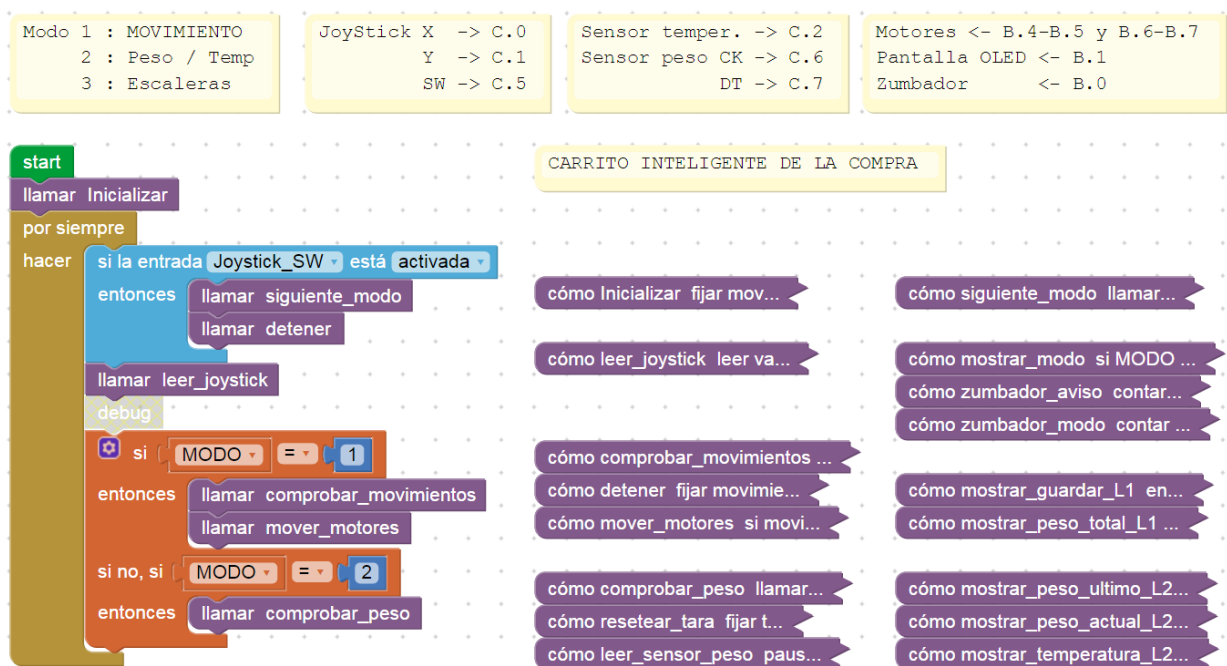 Modo 1 : MOVIMIENTO
2 : Peso / Temp
3 : Escaleras
JoyStick X -> C.0
Y -> C.1
SW -> C.5
Sensor temper. -> C.2
Sensor peso CK -> C.6
DT -> C.7
Motores <- B.4-B.5 y B.6-B.7
Pantalla OLED <- B.1
Zumbador <- B.0
CARRITO INTELIGENTE DE LA COMPRA
start
llamar Inicializar
por siempre
hacer si la entrada Joystick_SW está activada
entonces llamar siguiente_modo
llamar detener
llamar leer_joystick
debug
si MODO = 1
entonces llamar comprobar_movimientos
llamar mover_motores
si no, si MODO = 2
entonces llamar comprobar_peso
cómo Inicializar fijar mov...
cómo leer_joystick leer va...
cómo comprobar_movimientos ...
cómo detener fijar movimie...
cómo mover_motores si movi...
cómo comprobar_peso llamar...
cómo resetear_tara fijar t...
cómo leer_sensor_peso paus...
cómo siguiente_modo llamar...
cómo mostrar_modo si MODO ...
cómo zumbador_aviso contar...
cómo zumbador_modo contar ...
cómo mostrar_guardar_L1 en...
cómo mostrar_peso_total_L1 ...
cómo mostrar_peso_ultimo_L2...
cómo mostrar_peso_actual_L2...
cómo mostrar_temperatura_L2...